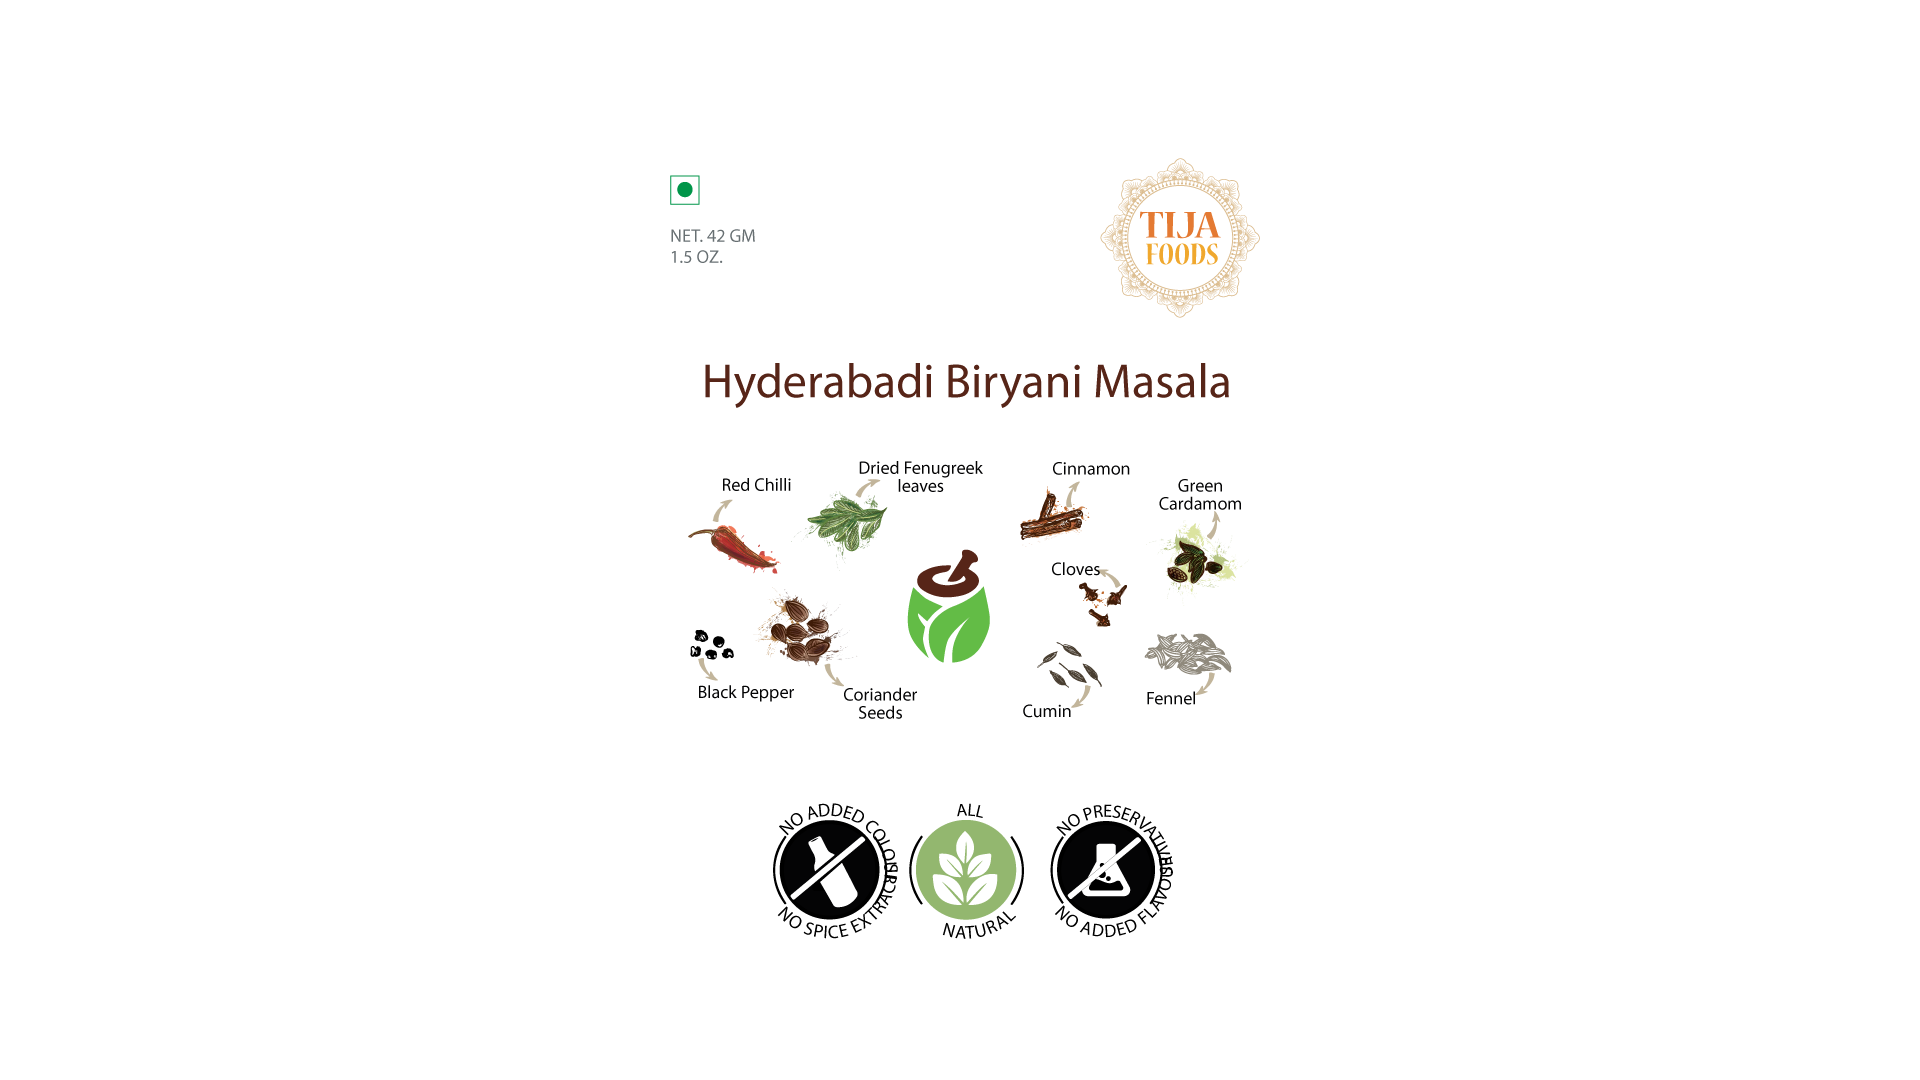 NET. 42 GM
1.5 OZ.
TIJA
FOODS
Hyderabadi Biryani Masala
Red Chilli
Dried Fenugreek
leaves
Cinnamon
Green
Cardamom
Cloves
Black Pepper
Coriander
Seeds
Cumin
Fennel
NO ADDED COLOURS
NO SPICE EXTRACT
ALL
NATURAL
NO PRESERVATIVES
NO ADDED FLAVOURS